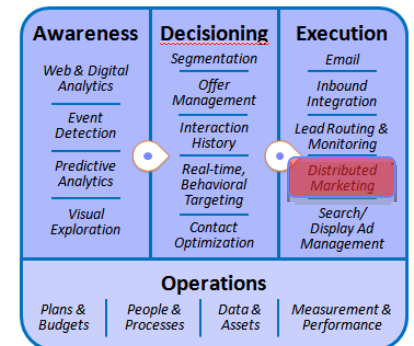 Awareness
Web & Digital
Analytics
Event
Detection
Predictive
Analytics
Visual
Exploration
Decisioning
Segmentation
Offer
Management
Interaction
History
Real-time,
Behavioral
Targeting
Contact
Optimization
Execution
Email
Inbound
Integration
Lead Routing &
Monitoring
Distributed
Marketing
Search/
Display Ad
Management
Operations
Plans &
Budgets
People &
Processes
Data &
Assets
Measurement &
Performance